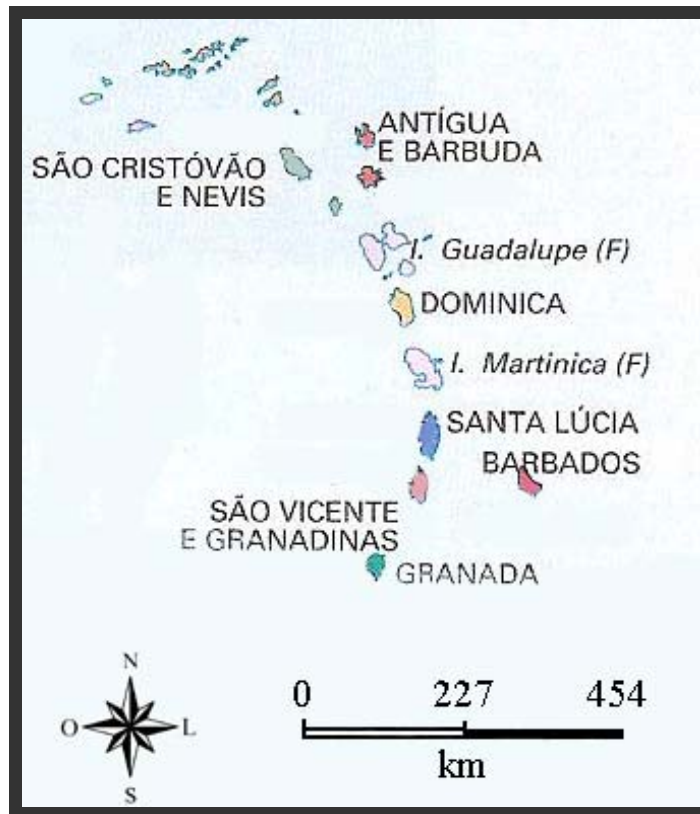 ANTÍGUA
E BARBUDA
SÃO CRISTÓVÃO
E NEVIS
I. Guadalupe (F)
DOMINICA
I. Martinica (F)
SANTA LÚCIA
BARBADOS
SÃO VICENTE
E GRANADINAS
GRANADA
N
O L
S
0 227 454
km